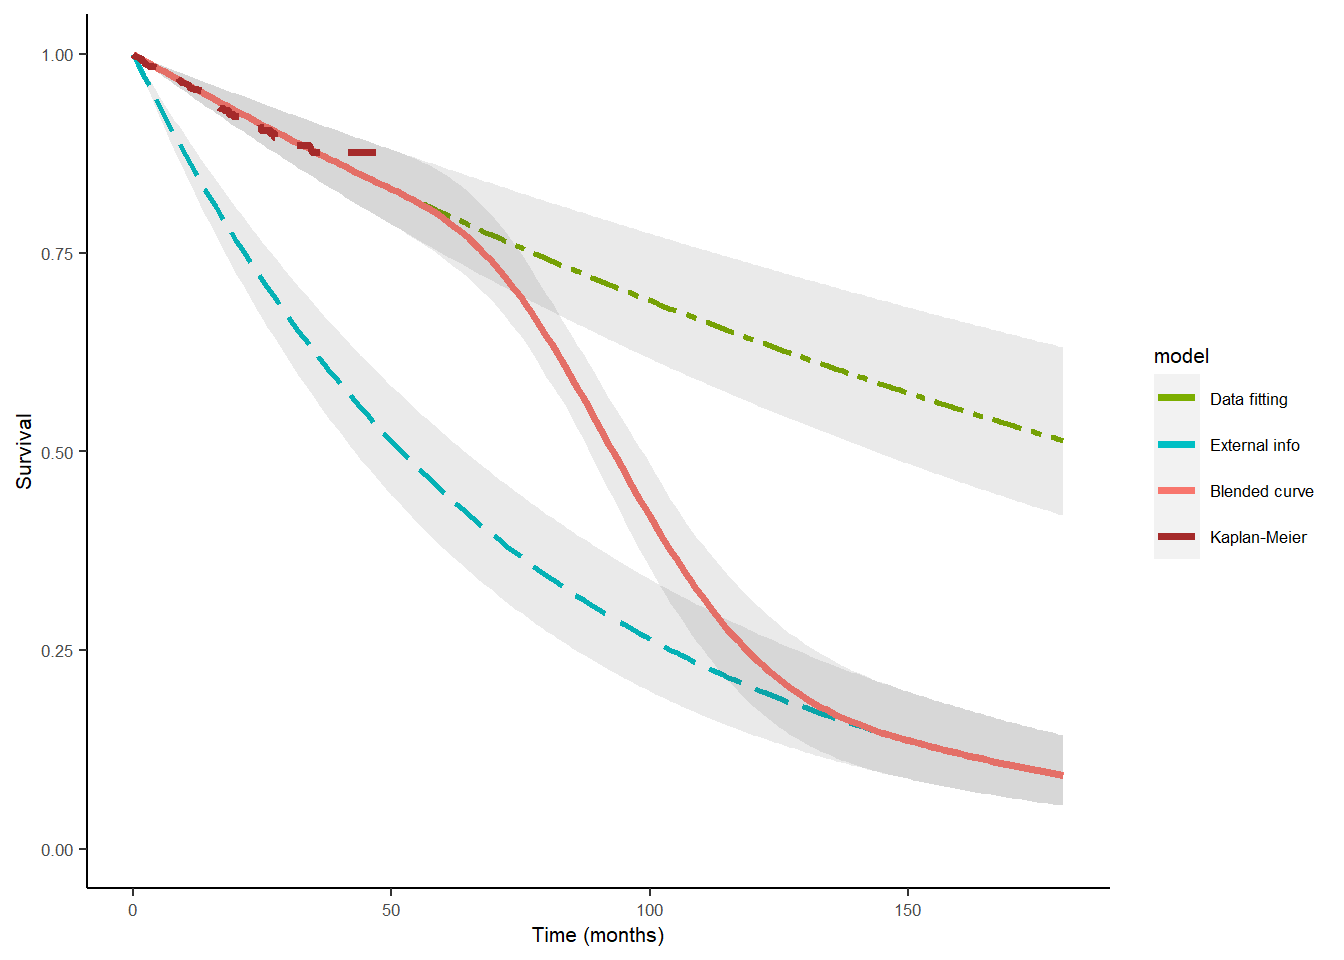 1.00
0.75
0.50
0.25
0.00
Survival
0
50
100
150
Time (months)
model
Data fitting
External info
Blended curve
Kaplan-Meier